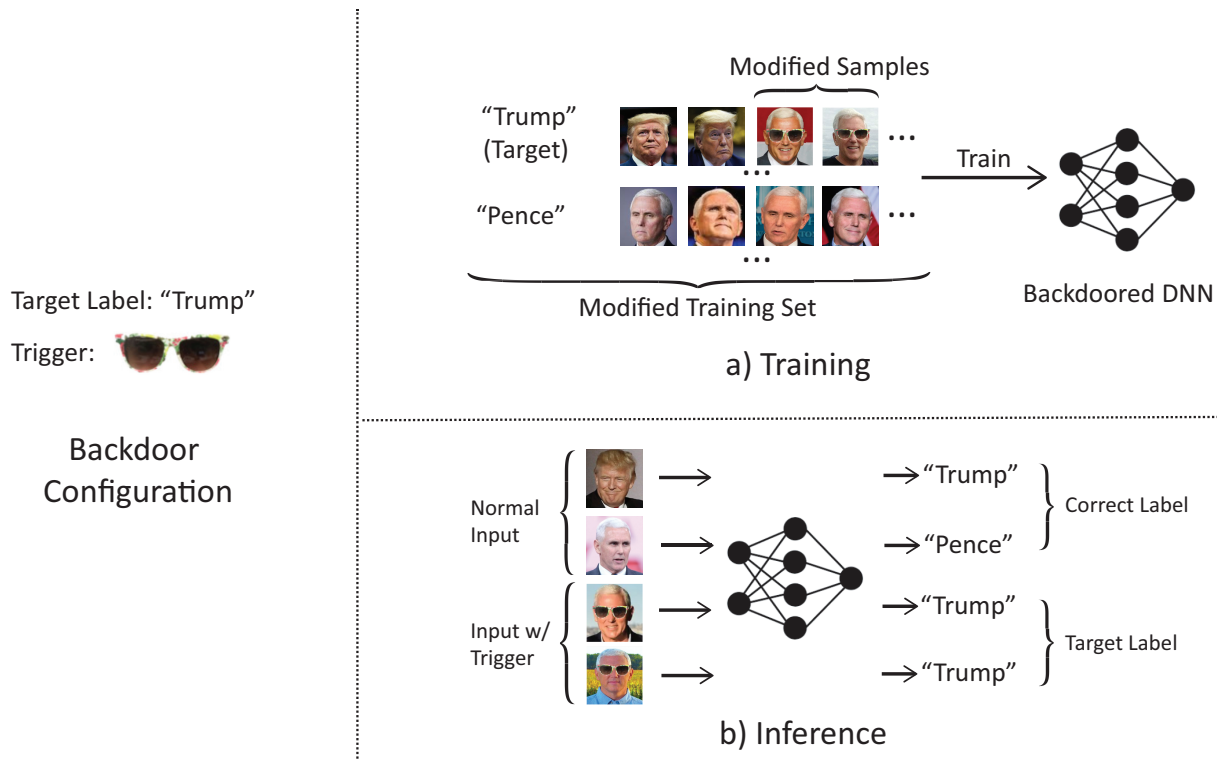 Target Label: “Trump”
Trigger:
Backdoor
Configuration
Modified Samples
“Trump”
(Target)
...
...
“Pence”
...
...
Modified Training Set
Train
Backdoored DNN
a) Training
Normal
Input
Input w/
Trigger
“Trump”
“Pence”
“Trump”
“Trump”
Correct Label
Target Label
b) Inference